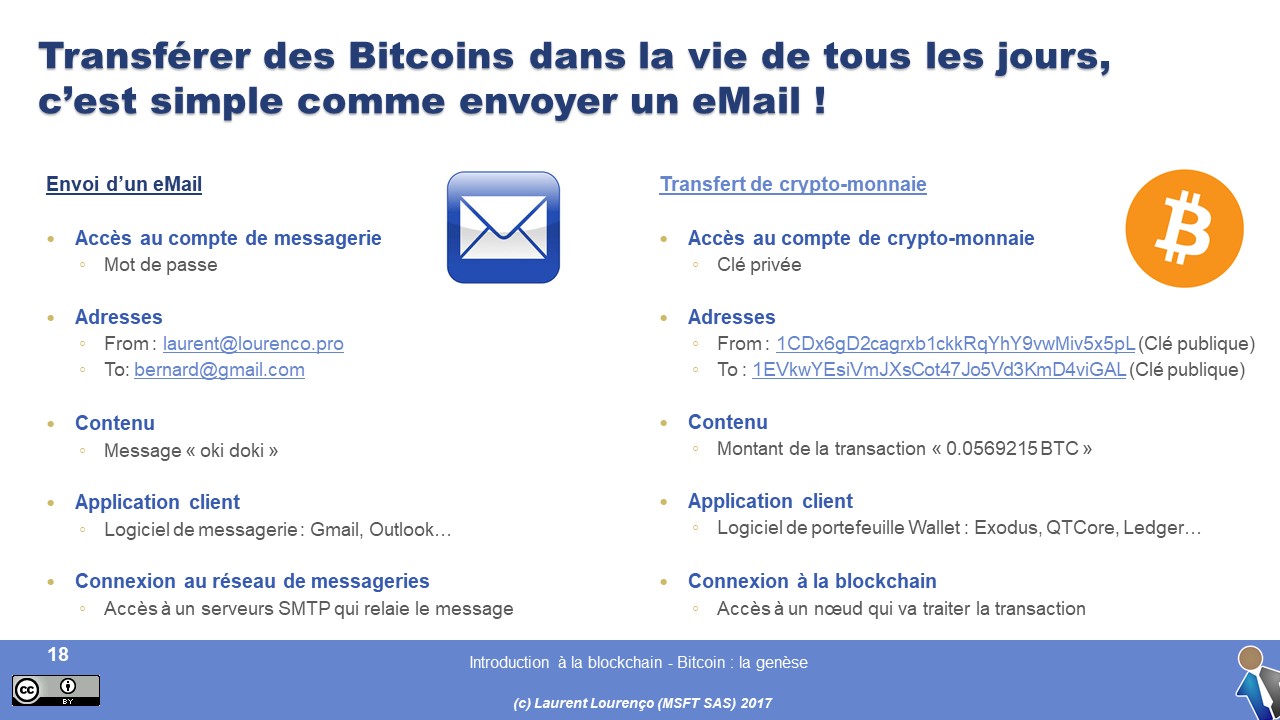 Transférer des Bitcoins dans la vie de tous les jours,
c’est simple comme envoyer un eMail !
Envoi d’un eMail
• Accès au compte de messagerie
◦ Mot de passe
• Adresses
◦ From : laurent@lourenco.pro
◦ To: bernard@gmail.com
• Contenu
◦ Message « oki doki »
• Application client
◦ Logiciel de messagerie : Gmail, Outlook…
• Connexion au réseau de messageries
◦ Accès à un serveurs SMTP qui relaie le message
Transfert de crypto-monnaie
• Accès au compte de crypto-monnaie
◦ Clé privée
• Adresses
◦ From : 1CDx6gD2cagrxb1ckkRqYhY9vwMiv5x5pL (Clé publique)
◦ To : 1EVkwYEsiVmJXsCot47Jo5Vd3KmD4viGAL (Clé publique)
• Contenu
◦ Montant de la transaction « 0.0569215 BTC »
• Application client
◦ Logiciel de portefeuille Wallet : Exodus, QTCore, Ledger…
• Connexion à la blockchain
◦ Accès à un nœud qui va traiter la transaction
18
Introduction à la blockchain - Bitcoin : la genèse
(c) Laurent Lourenço (MSFT SAS) 2017
cc
BY